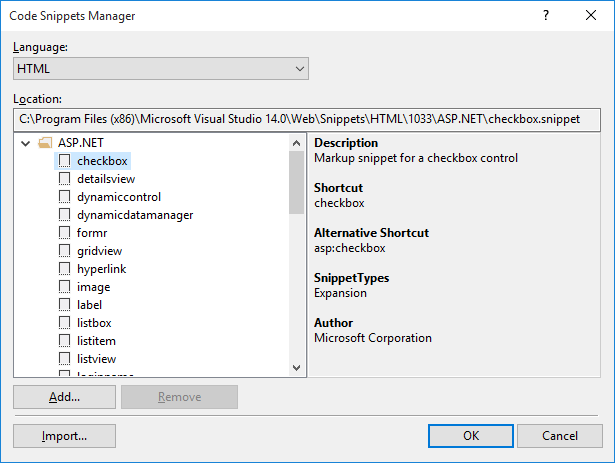 Code Snippets Manager
?
Language:
HTML
Location:
C:\Program Files (x86)\Microsoft Visual Studio 14.0\Web\Snippets\HTML\1033\ASP.NET\checkbox.snippet
ASP.NET
checkbox
detailsview
dynamiccontrol
dynamicdatamanager
formr
gridview
hyperlink
image
label
listbox
listitem
listview
loginname
Description
Markup snippet for a checkbox control
Shortcut
checkbox
Alternative Shortcut
asp:checkbox
SnippetTypes
Expansion
Author
Microsoft Corporation
Add...
Remove
Import...
OK
Cancel